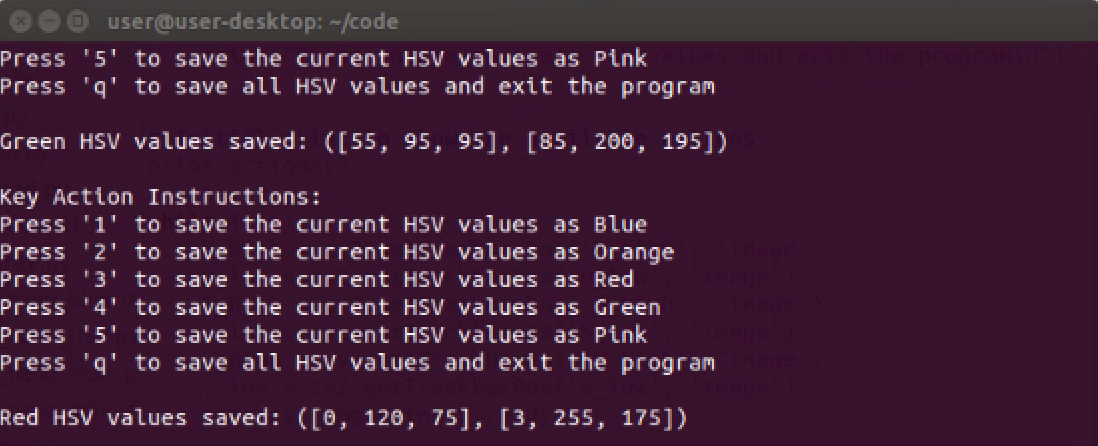 user@user-desktop: ~/code
Press '5' to save the current HSV values as Pink
Press 'q' to save all HSV values and exit the program
Green HSV values saved: ([55, 95, 95], [85, 200, 195])
Key Action Instructions:
Press '1' to save the current HSV values as Blue
Press '2' to save the current HSV values as Orange
Press '3' to save the current HSV values as Red
Press '4' to save the current HSV values as Green
Press '5' to save the current HSV values as Pink
Press 'q' to save all HSV values and exit the program
Red HSV values saved: ([0, 120, 75], [3, 255, 175])